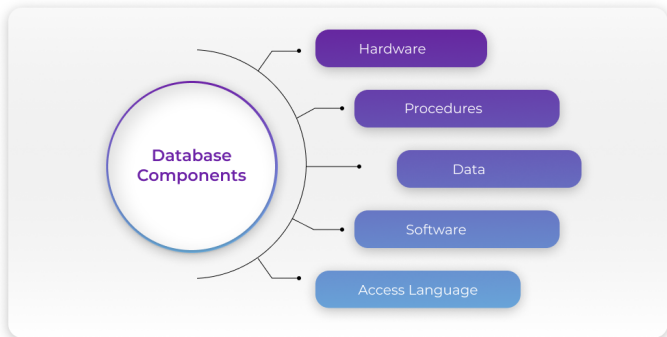 Hardware
Procedures
Database
Components
Data
Software
Access Language